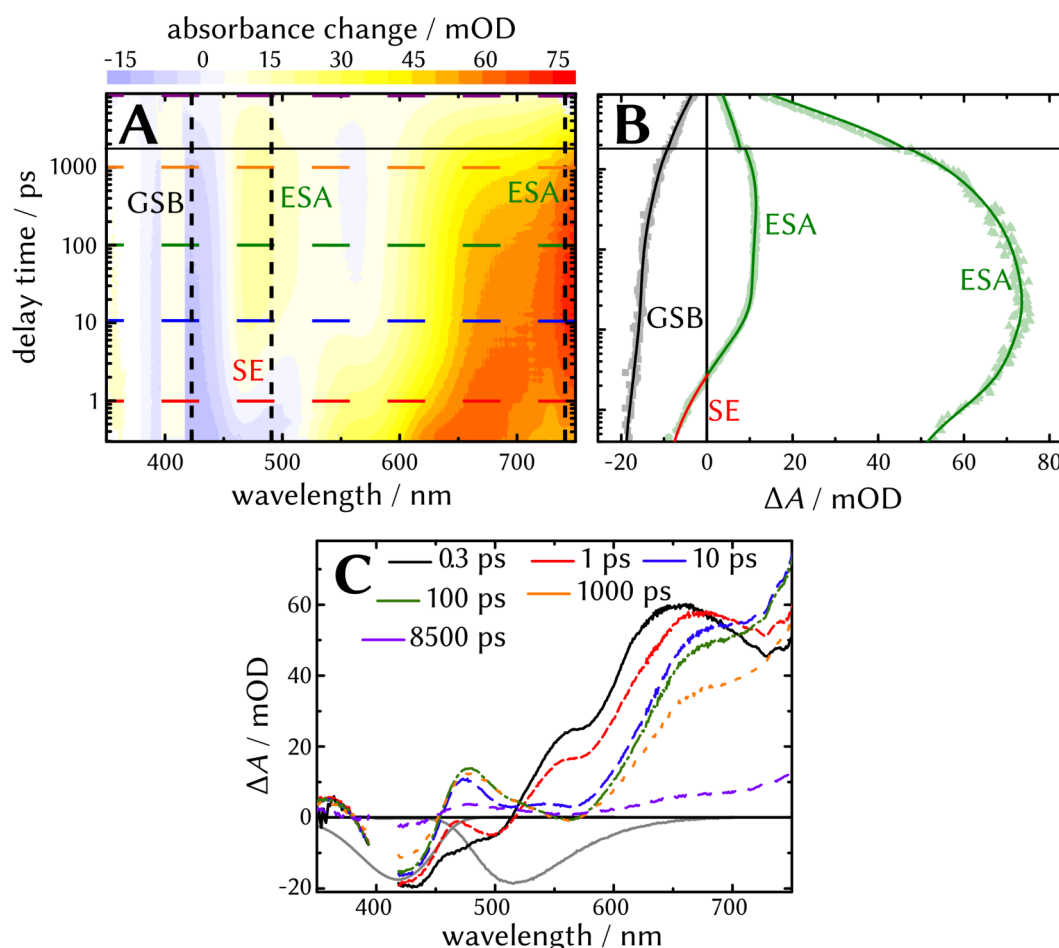 absorbance change / mOD
-15 0 15 30 45 60 75
A B
1000
GSB ESA ESA
100
10
SE
1
delay time / ps
400 500 600 700
wavelength / nm
ESA
GSB
ESA
SE
-20 0 20 40 60 80
ΔA / mOD
C 0.3 ps 1 ps 10 ps
100 ps 1000 ps
8500 ps
60
40
20
0
-20
ΔA / mOD
400 500 600 700
wavelength / nm